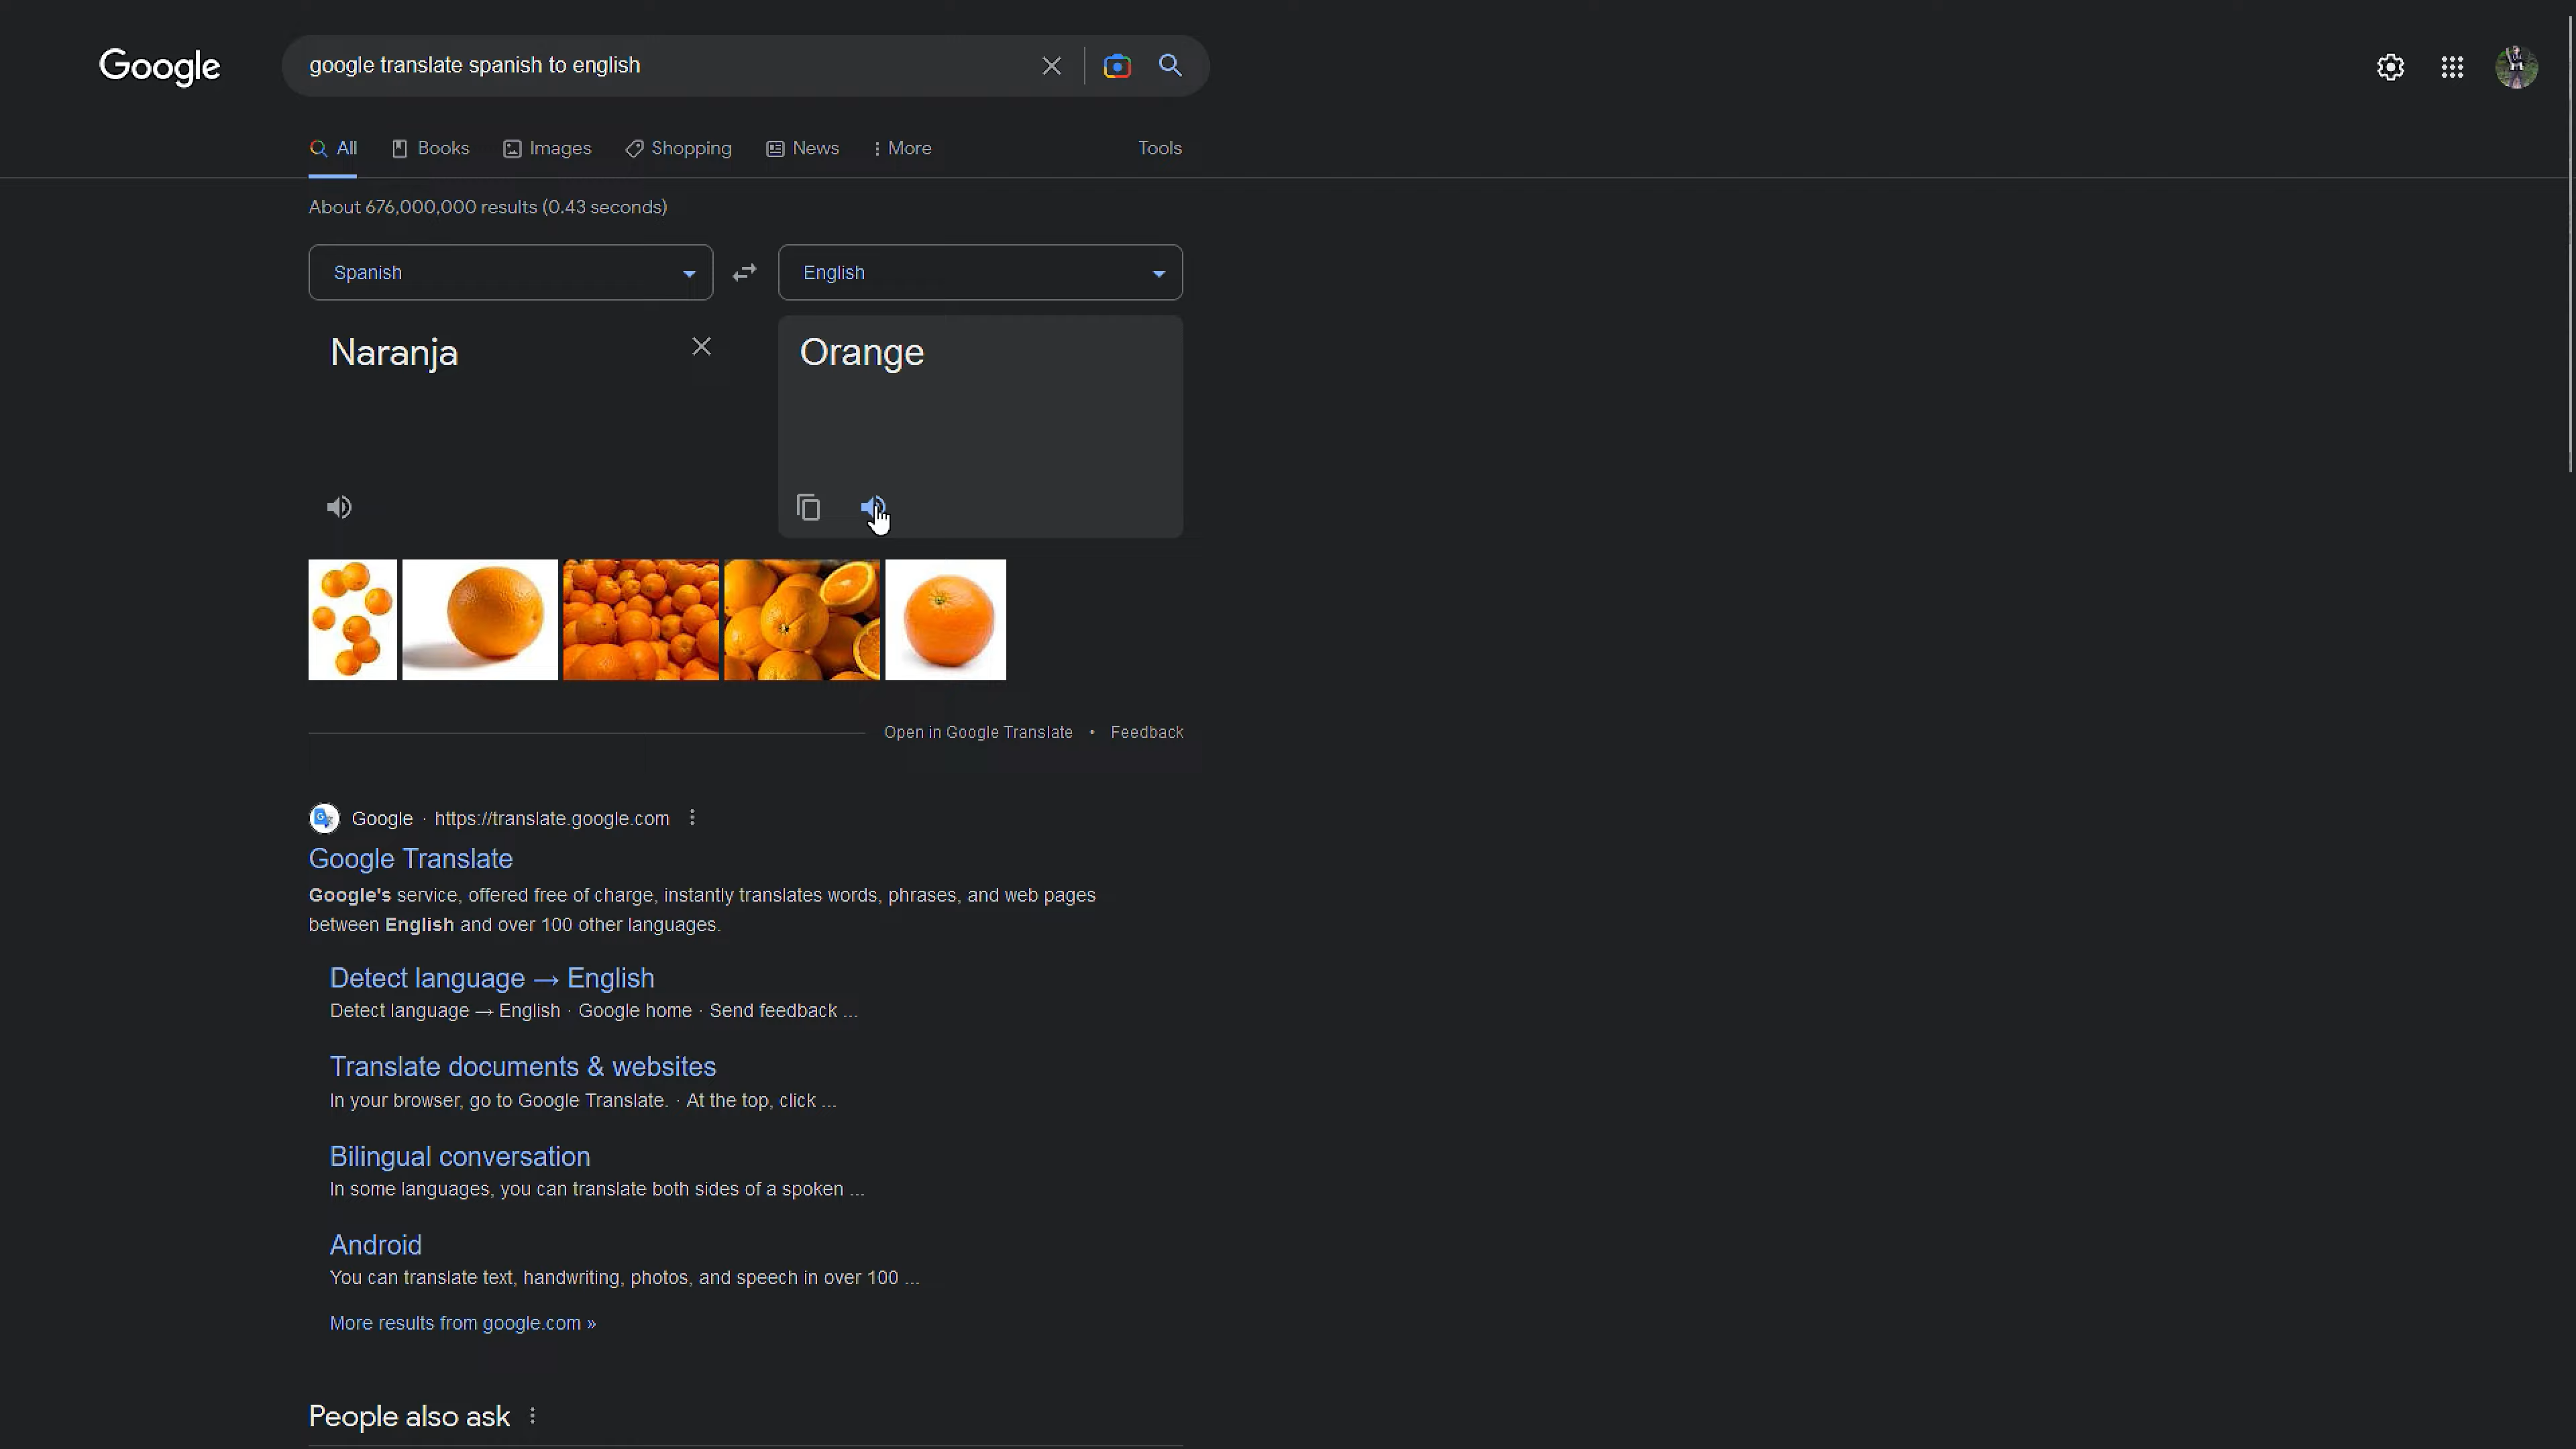 Google
google translate spanish to english
All Books Images Shopping News More Tools
About 676,000,000 results (0.43 seconds)
Spanish English
Naranja Orange
Open in Google Translate • Feedback
Google · https://translate.google.com
Google Translate
Google's service, offered free of charge, instantly translates words, phrases, and web pages
between English and over 100 other languages.
Detect language → English
Detect language → English · Google home · Send feedback ...
Translate documents & websites
In your browser, go to Google Translate. · At the top, click ...
Bilingual conversation
In some languages, you can translate both sides of a spoken ...
Android
You can translate text, handwriting, photos, and speech in over 100 ...
More results from google.com »
People also ask